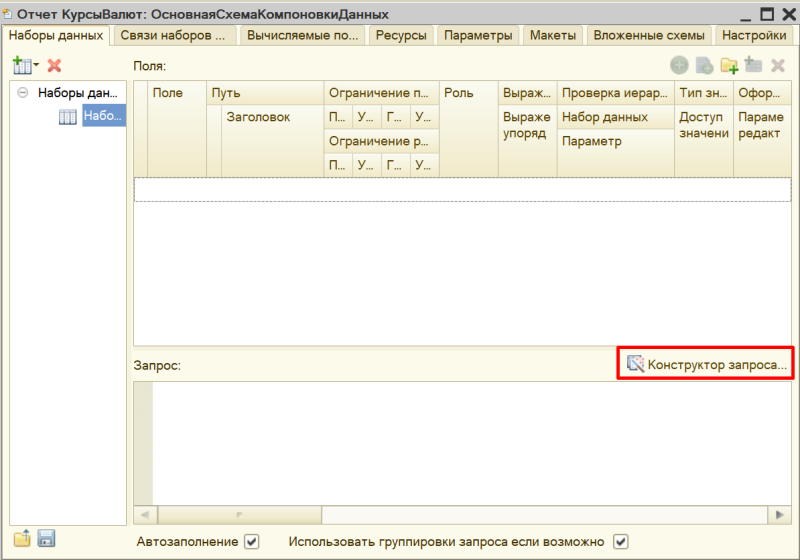 Отчет КурсыВалют: ОсновнаяСхемаКомпоновкиДанных
Наборы данных Связи наборов ... Вычисляемые по... Ресурсы Параметры Макеты Вложенные схемы Настройки
Поля:
Наборы дан...
Набо...
Поле Путь Ограничение п... Роль Выраж... Проверка иерар... Тип зн... Офор...
Заголовок П... У... Г... У... Выраже Набор данных Доступ Параме
Ограничение р... упоряд Параметр значени редакт
П... У... Г... У...
Запрос: Конструктор запроса...
Автозаполнение Использовать группировки запроса если возможно